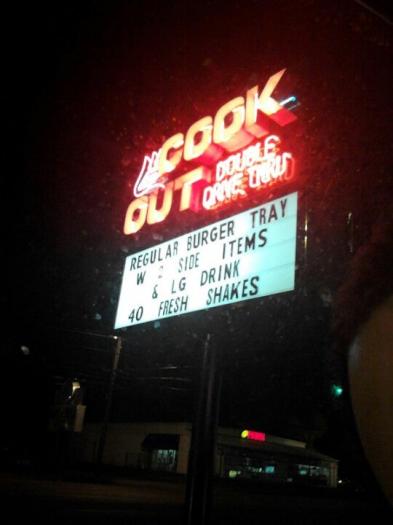 COOK
OUT
DOUBLE
DRIVE THRU
REGULAR BURGER TRAY
W 2 SIDE ITEMS
& LG DRINK
40 FRESH SHAKES